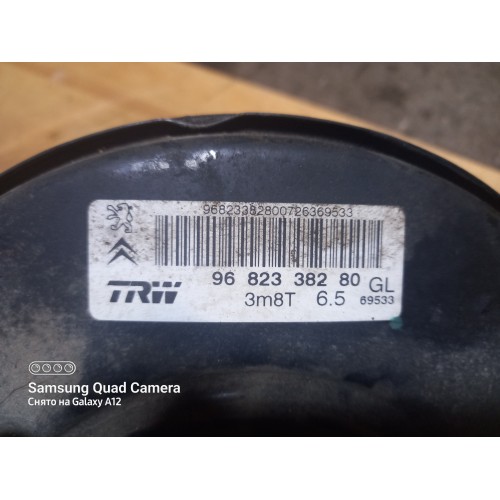 96823382800726369533
96 823 382 80 GL
TRW 3m8T 6.5 69533
Samsung Quad Camera
Снято на Galaxy A12